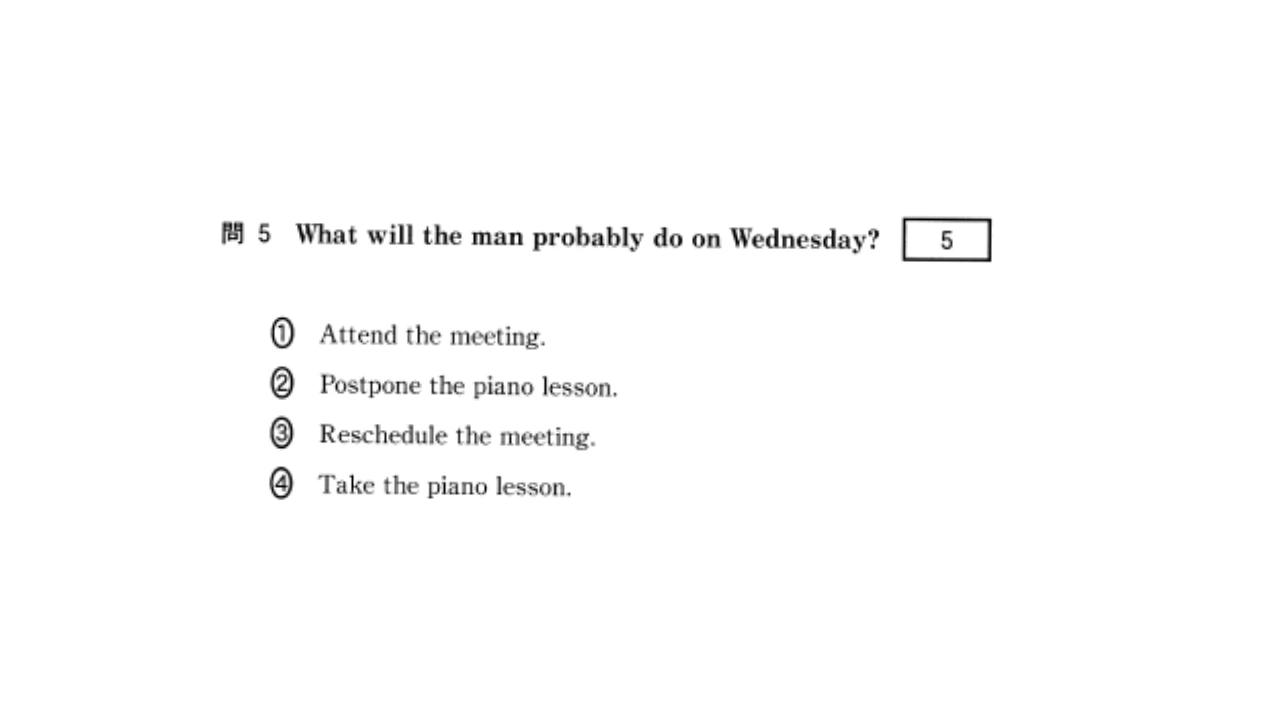 問 5 What will the man probably do on Wednesday? 5
① Attend the meeting.
② Postpone the piano lesson.
③ Reschedule the meeting.
④ Take the piano lesson.